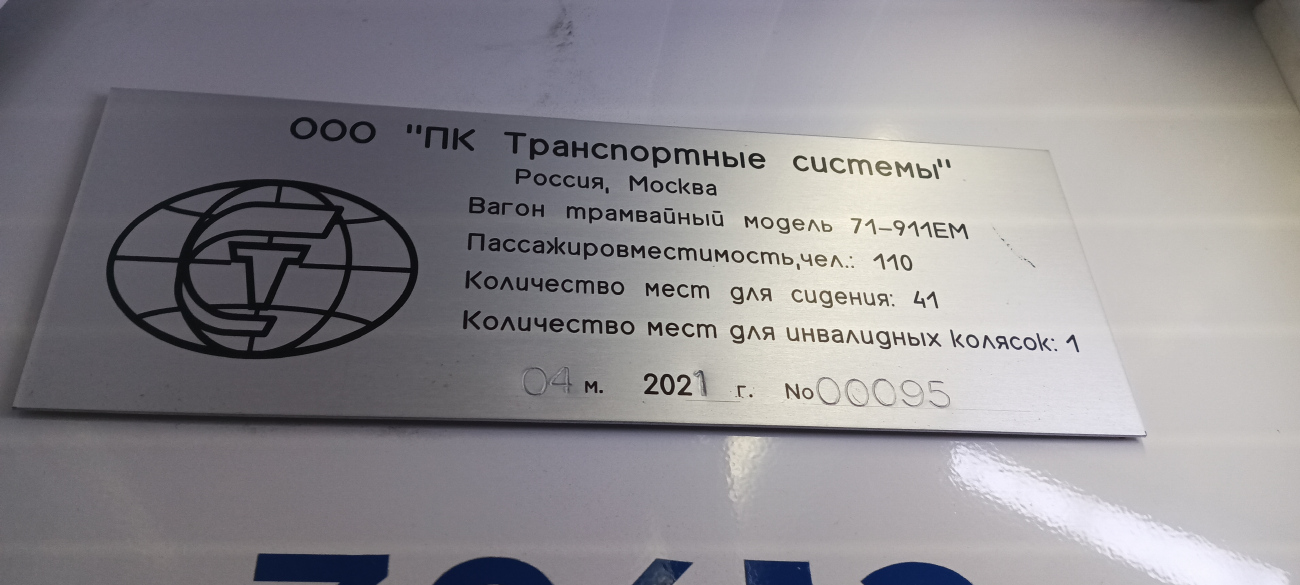 ООО "ПК Транспортные системы"
Россия, Москва
Вагон трамвайный модель 71-911ЕМ
Пассажировместимость,чел.: 110
Количество мест для сидения: 41
Количество мест для инвалидных колясок: 1
04 м. 2021 г. No00095